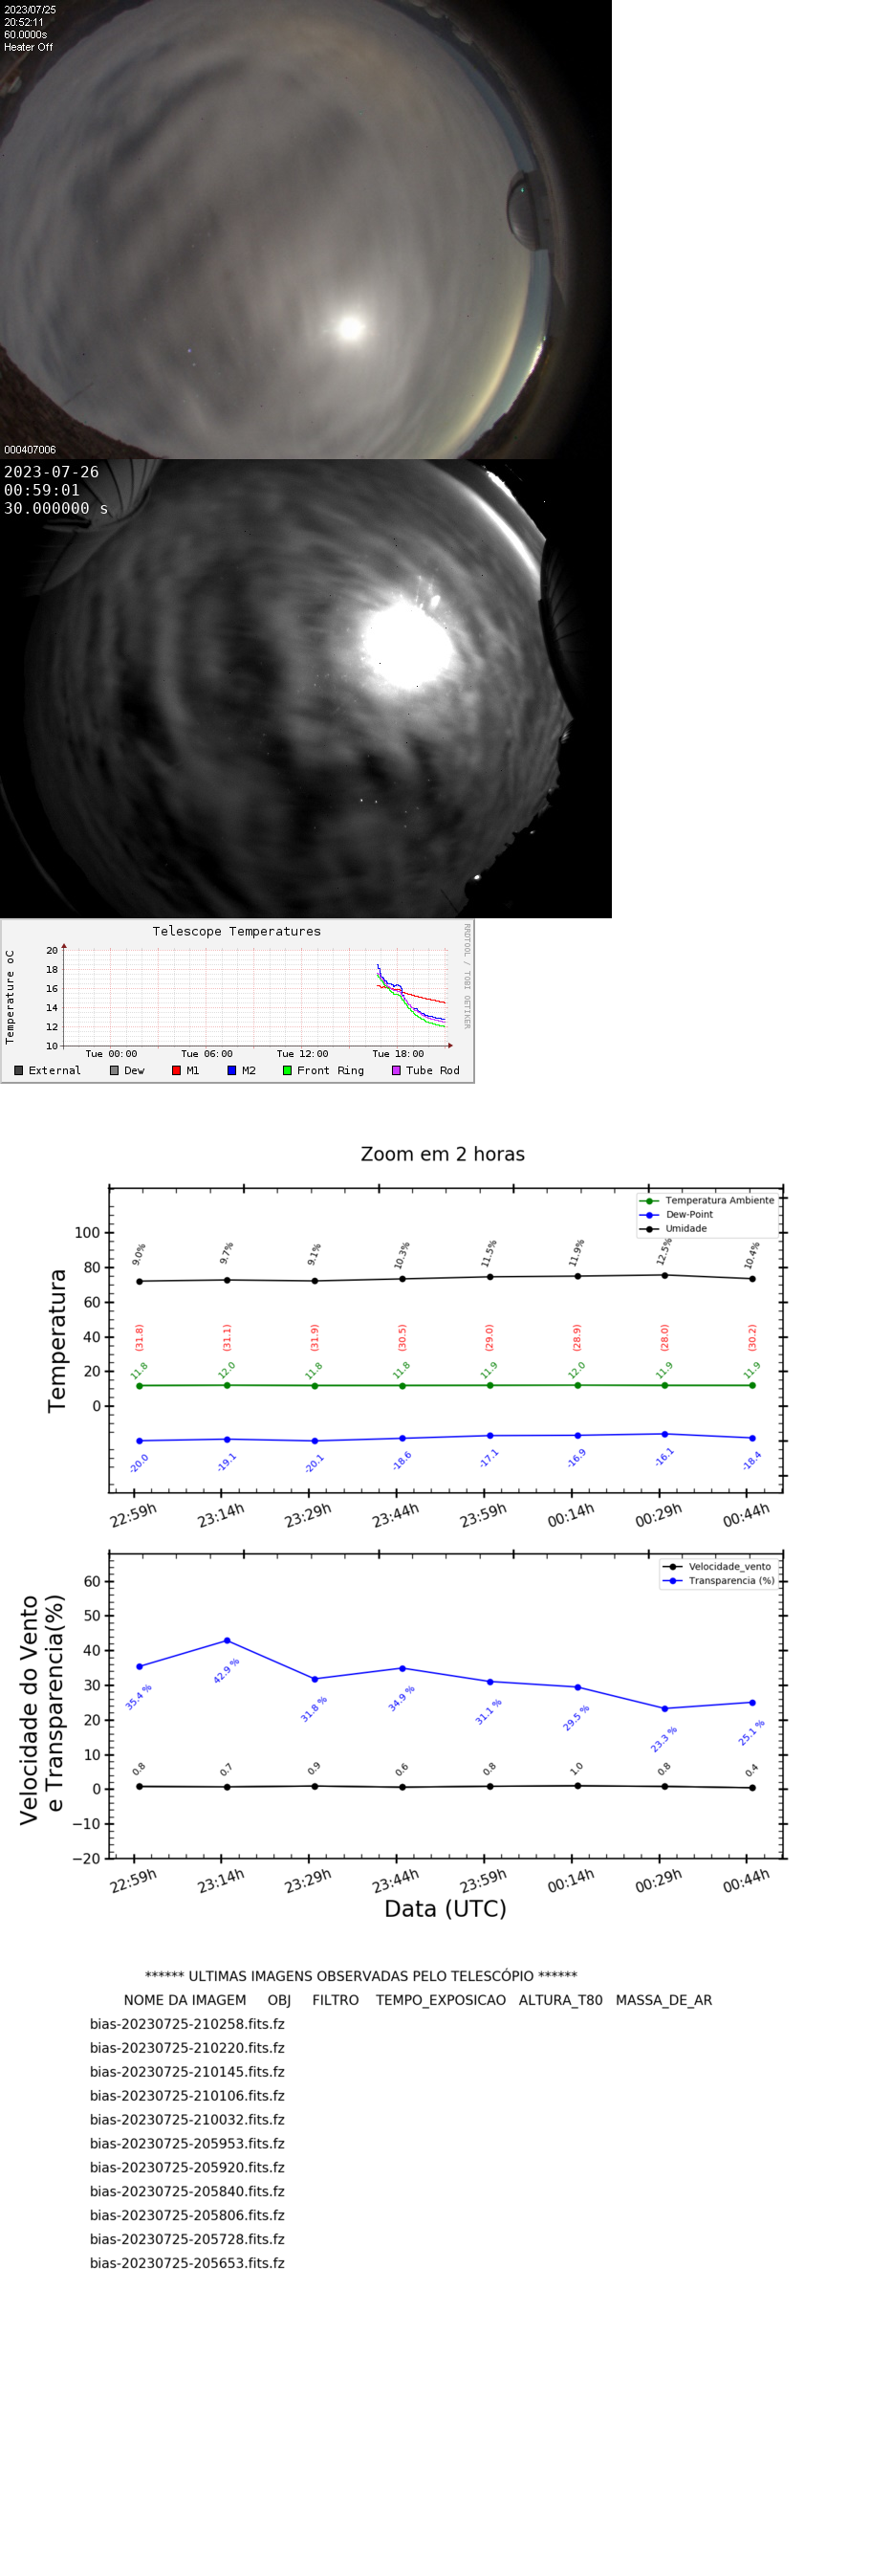 2023/07/25
20:52:11
60.0000s
Heater Off
000407006
2023-07-26
00:59:01
30.000000 s
Telescope Temperatures
RRDTOOL / TOBI OETIKER
Temperature oC
20
18
16
14
12
10
Tue 00:00 Tue 06:00 Tue 12:00 Tue 18:00
External Dew M1 M2 Front Ring Tube Rod
Zoom em 2 horas
Temperatura Ambiente
Dew-Point
Umidade
Temperatura
100
80
60
40
20
0
9.0% 9.7% 9.1% 10.3% 11.5% 11.9% 12.5% 10.4%
(31.8) (31.1) (31.9) (30.5) (29.0) (28.9) (28.0) (30.2)
11.8 12.0 11.8 11.8 11.9 12.0 11.9 11.9
-20.0 -19.1 -20.1 -18.6 -17.1 -16.9 -16.1 -18.4
22:59h 23:14h 23:29h 23:44h 23:59h 00:14h 00:29h 00:44h
Velocidade_vento
Transparencia (%)
Velocidade do Vento
e Transparencia(%)
60
50
40
30
20
10
0
−10
−20
35.4 % 42.9 % 31.8 % 34.9 % 31.1 % 29.5 % 23.3 % 25.1 %
0.8 0.7 0.9 0.6 0.8 1.0 0.8 0.4
22:59h 23:14h 23:29h 23:44h 23:59h 00:14h 00:29h 00:44h
Data (UTC)
****** ULTIMAS IMAGENS OBSERVADAS PELO TELESCÓPIO ******
NOME DA IMAGEM OBJ FILTRO TEMPO_EXPOSICAO ALTURA_T80 MASSA_DE_AR
bias-20230725-210258.fits.fz
bias-20230725-210220.fits.fz
bias-20230725-210145.fits.fz
bias-20230725-210106.fits.fz
bias-20230725-210032.fits.fz
bias-20230725-205953.fits.fz
bias-20230725-205920.fits.fz
bias-20230725-205840.fits.fz
bias-20230725-205806.fits.fz
bias-20230725-205728.fits.fz
bias-20230725-205653.fits.fz